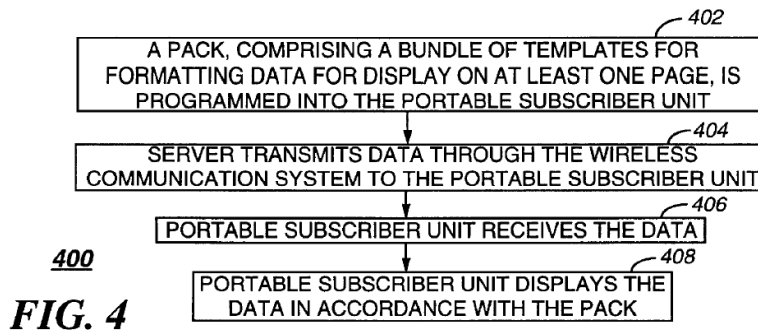 402
A PACK, COMPRISING A BUNDLE OF TEMPLATES FOR
FORMATTING DATA FOR DISPLAY ON AT LEAST ONE PAGE, IS
PROGRAMMED INTO THE PORTABLE SUBSCRIBER UNIT
404
SERVER TRANSMITS DATA THROUGH THE WIRELESS
COMMUNICATION SYSTEM TO THE PORTABLE SUBSCRIBER UNIT
406
PORTABLE SUBSCRIBER UNIT RECEIVES THE DATA
408
PORTABLE SUBSCRIBER UNIT DISPLAYS THE
DATA IN ACCORDANCE WITH THE PACK
400
FIG. 4